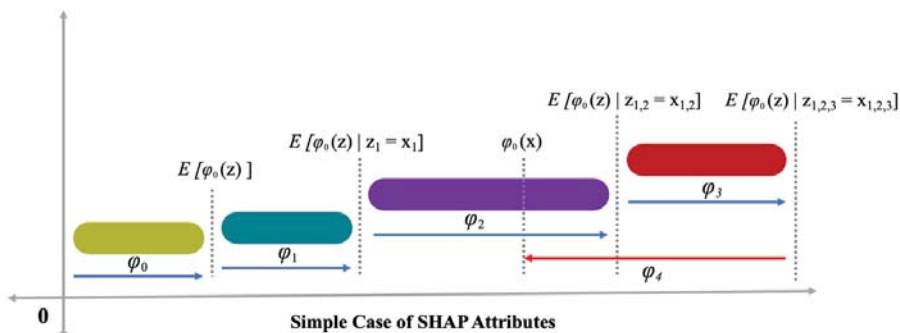 E [φ₀(z) | z₁,₂ = x₁,₂]
E [φ₀(z) | z₁,₂,₃ = x₁,₂,₃]
E [φ₀(z) | z₁ = x₁]
φ₀(x)
E [φ₀(z) ]
φ₃
φ₂
φ₁
φ₀
φ₄
0
Simple Case of SHAP Attributes